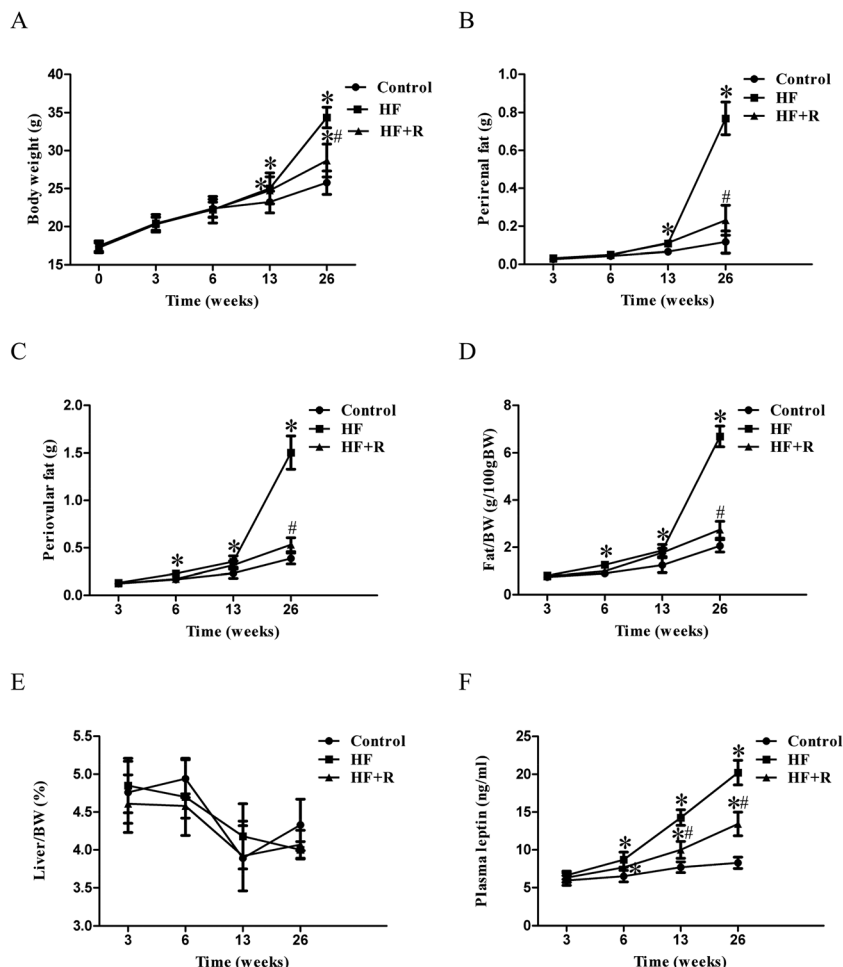 A
40
35
30
25
20
15
Body weight (g)
0 3 6 13 26
Time (weeks)
Control
HF
HF+R
*
*
*
*#
B
1.0
0.8
0.6
0.4
0.2
0.0
Perirenal fat (g)
3 6 13 26
Time (weeks)
Control
HF
HF+R
*
*
#
C
2.0
1.5
1.0
0.5
0.0
Periovular fat (g)
3 6 13 26
Time (weeks)
Control
HF
HF+R
*
*
*
#
D
8
6
4
2
0
Fat/BW (g/100gBW)
3 6 13 26
Time (weeks)
Control
HF
HF+R
*
*
*
#
E
5.5
5.0
4.5
4.0
3.5
3.0
Liver/BW (%)
3 6 13 26
Time (weeks)
Control
HF
HF+R
F
25
20
15
10
5
0
Plasma leptin (ng/ml)
3 6 13 26
Time (weeks)
Control
HF
HF+R
*
*
*
*
*#
*#